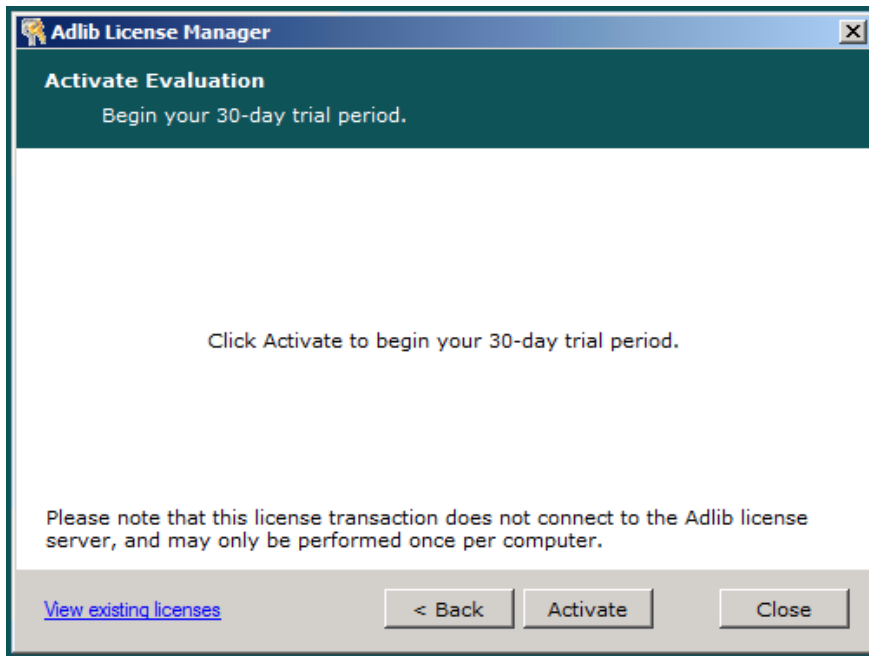 Adlib License Manager
Activate Evaluation
Begin your 30-day trial period.
Click Activate to begin your 30-day trial period.
Please note that this license transaction does not connect to the Adlib license
server, and may only be performed once per computer.
View existing licenses
< Back
Activate
Close